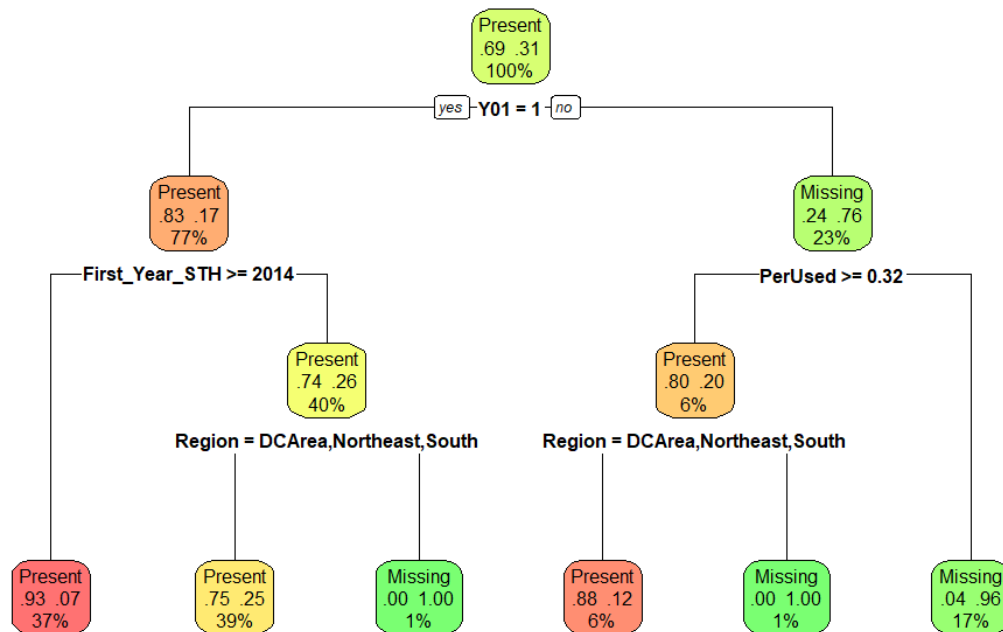 Present
.69 .31
100%
yes Y01 = 1 no
Present
.83 .17
77%
Missing
.24 .76
23%
First_Year_STH >= 2014
PerUsed >= 0.32
Present
.74 .26
40%
Present
.80 .20
6%
Region = DCArea,Northeast,South
Region = DCArea,Northeast,South
Present
.93 .07
37%
Present
.75 .25
39%
Missing
.00 1.00
1%
Present
.88 .12
6%
Missing
.00 1.00
1%
Missing
.04 .96
17%